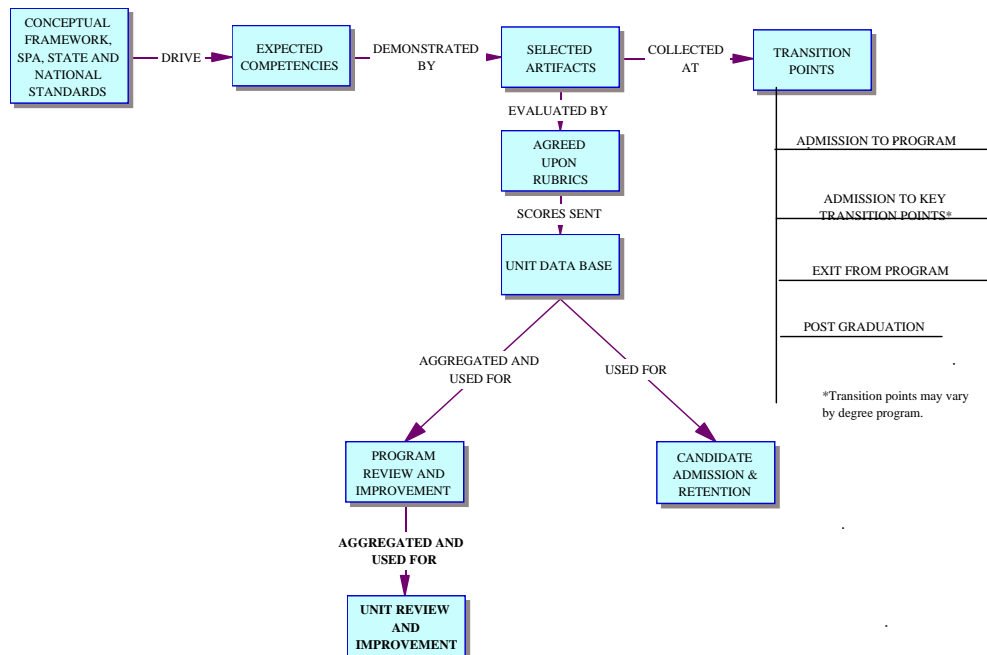 CONCEPTUAL
FRAMEWORK,
SPA, STATE AND
NATIONAL
STANDARDS
DRIVE
EXPECTED
COMPETENCIES
DEMONSTRATED
BY
SELECTED
ARTIFACTS
COLLECTED
AT
TRANSITION
POINTS
EVALUATED BY
AGREED
UPON
RUBRICS
SCORES SENT
UNIT DATA BASE
ADMISSION TO PROGRAM
ADMISSION TO KEY
TRANSITION POINTS*
EXIT FROM PROGRAM
POST GRADUATION
*Transition points may vary
by degree program.
AGGREGATED AND
USED FOR
USED FOR
PROGRAM
REVIEW AND
IMPROVEMENT
CANDIDATE
ADMISSION &
RETENTION
AGGREGATED AND
USED FOR
UNIT REVIEW
AND
IMPROVEMENT